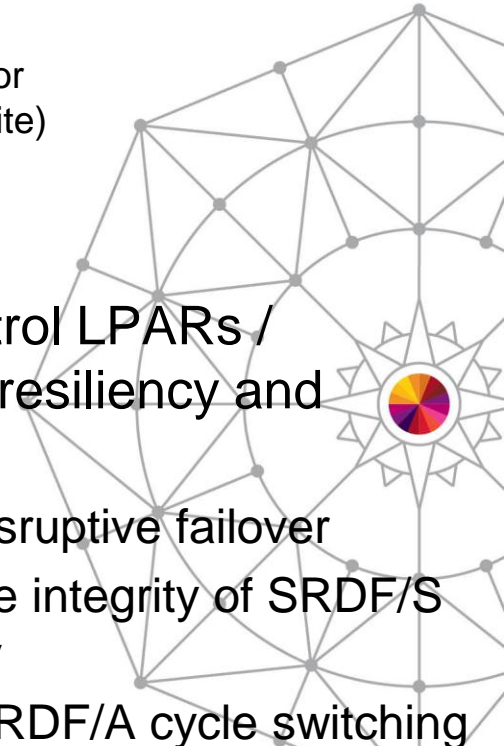 or
ite)
trol LPARs /
resiliency and
sruptive failover
e integrity of SRDF/S
RDF/A cycle switching